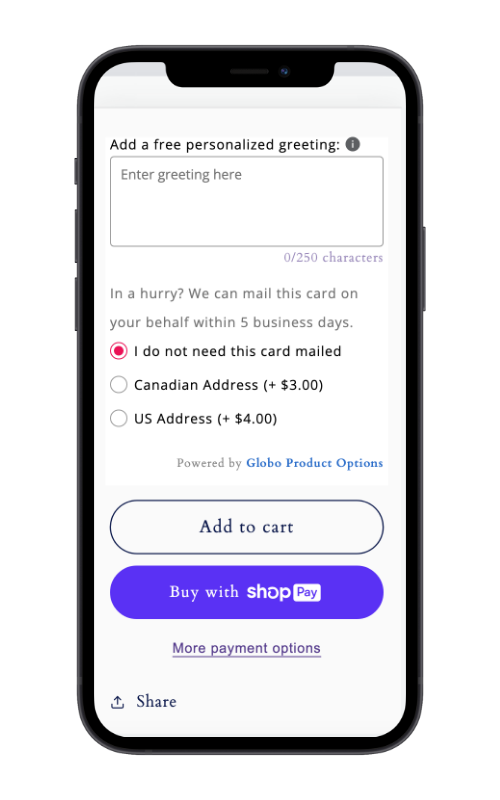 Add a free personalized greeting:
Enter greeting here
0/250 characters
In a hurry? We can mail this card on
your behalf within 5 business days.
I do not need this card mailed
Canadian Address (+ $3.00)
US Address (+ $4.00)
Powered by Globo Product Options
Add to cart
Buy with shop Pay
More payment options
Share